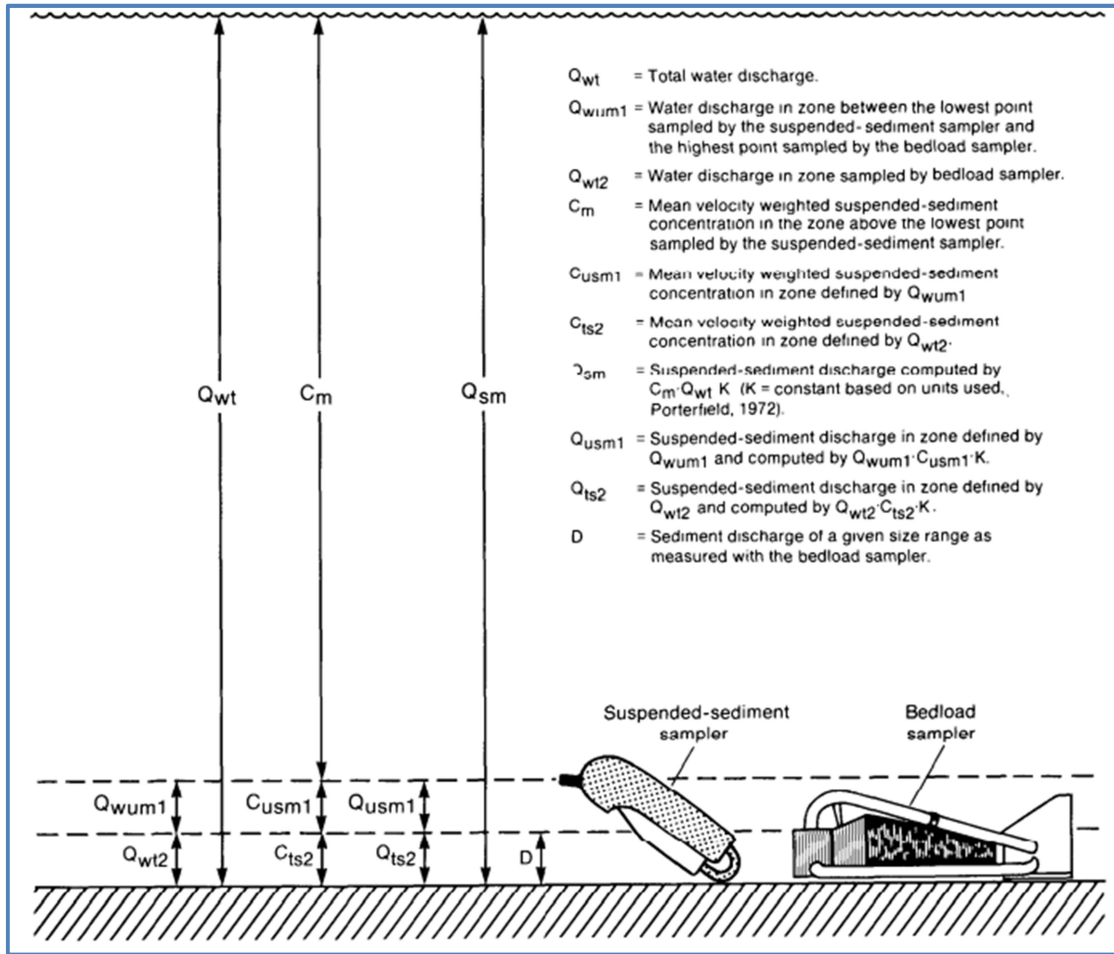 Qwt = Total water discharge.
Qwum1 = Water discharge in zone between the lowest point
sampled by the suspended-sediment sampler and
the highest point sampled by the bedload sampler.
Qwt2 = Water discharge in zone sampled by bedload sampler.
Cm = Mean velocity weighted suspended-sediment
concentration in the zone above the lowest point
sampled by the suspended-sediment sampler.
Cusm1 = Mean velocity weighted suspended-sediment
concentration in zone defined by Qwum1
Cts2 = Mean velocity weighted suspended-sediment
concentration in zone defined by Qwt2.
Qsm = Suspended-sediment discharge computed by
Cm·Qwt K (K = constant based on units used,
Porterfield, 1972).
Qusm1 = Suspended-sediment discharge in zone defined by
Qwum1 and computed by Qwum1·Cusm1·K.
Qts2 = Suspended-sediment discharge in zone defined by
Qwt2 and computed by Qwt2·Cts2·K.
D = Sediment discharge of a given size range as
measured with the bedload sampler.
Qwt Cm Qsm
Suspended-sediment
sampler
Bedload
sampler
Qwum1 Cusm1 Qusm1
Qwt2 Cts2 Qts2 D